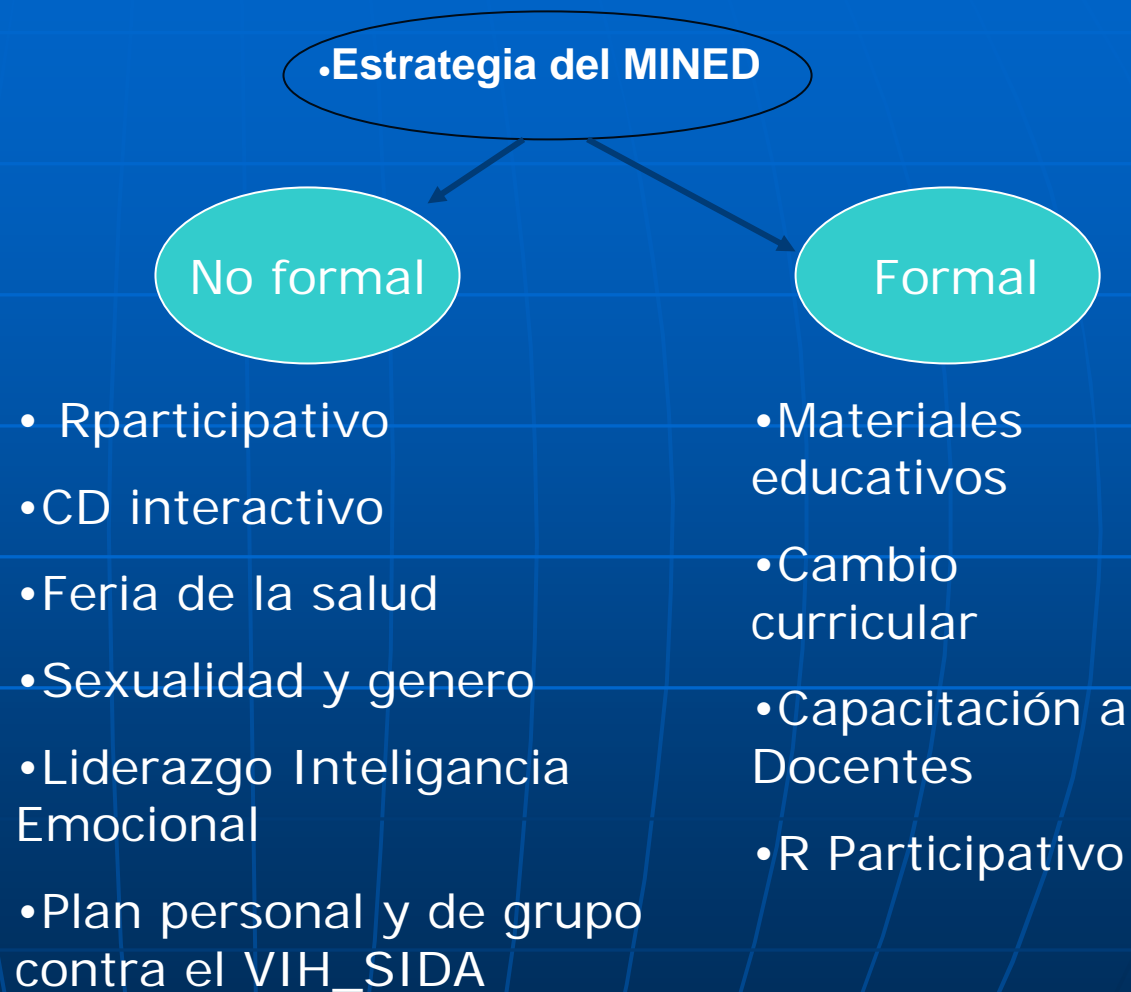 •Estrategia del MINED
No formal
• Rparticipativo
•CD interactivo
•Feria de la salud
•Sexualidad y genero
•Liderazgo Inteligancia
Emocional
•Plan personal y de grupo
contra el VIH_SIDA
Formal
•Materiales
educativos
•Cambio
curricular
•Capacitación a
Docentes
•R Participativo